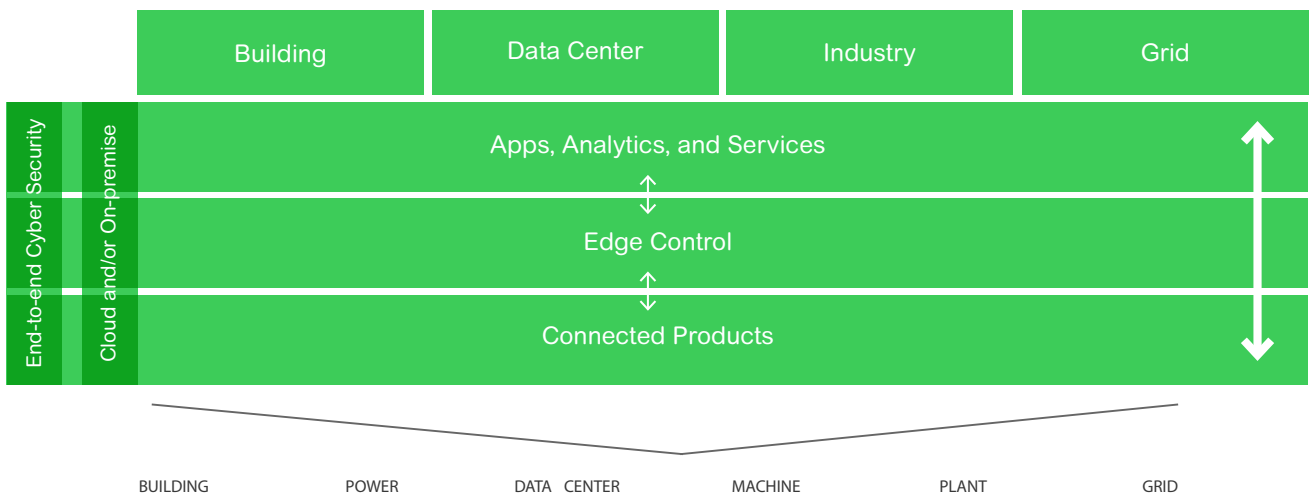 Building
Data Center
Industry
Grid
End-to-end Cyber Security
Cloud and/or On-premise
Apps, Analytics, and Services
Edge Control
Connected Products
BUILDING
POWER
DATA CENTER
MACHINE
PLANT
GRID